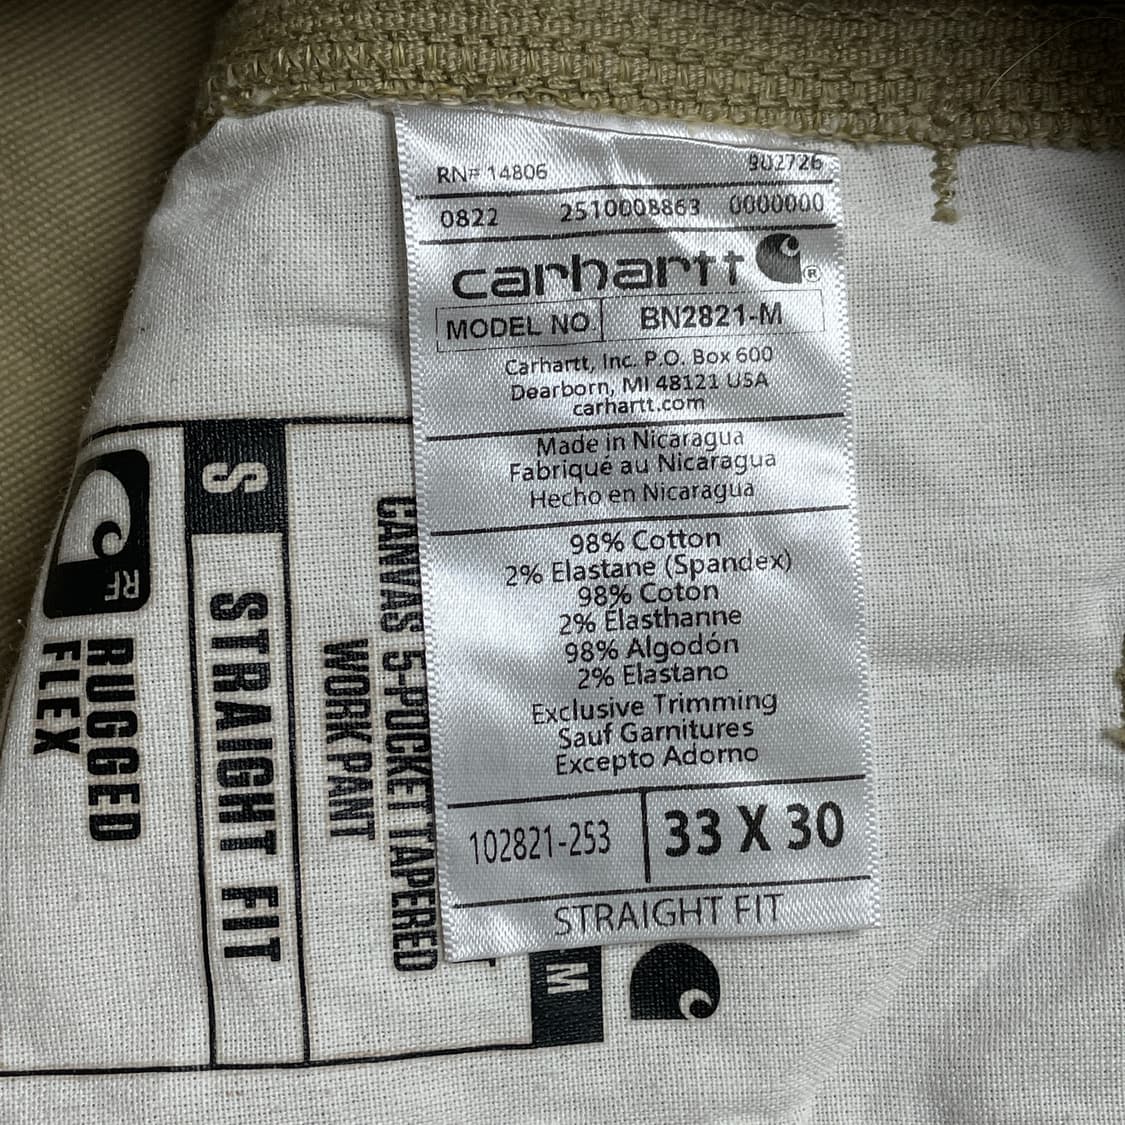 RN# 14806 902726
0822 2510008863 0000000
carhartt ®
MODEL NO. BN2821-M
Carhartt, Inc. P.O. Box 600
Dearborn, MI 48121 USA
carhartt.com
Made in Nicaragua
Fabriqué au Nicaragua
Hecho en Nicaragua
98% Cotton
2% Elastane (Spandex)
98% Coton
2% Élasthanne
98% Algodón
2% Elastano
Exclusive Trimming
Sauf Garnitures
Excepto Adorno
102821-253 33 X 30
STRAIGHT FIT
CANVAS 5-POCKET TAPERED
WORK PANT
S STRAIGHT FIT
RF
RUGGED
FLEX
M